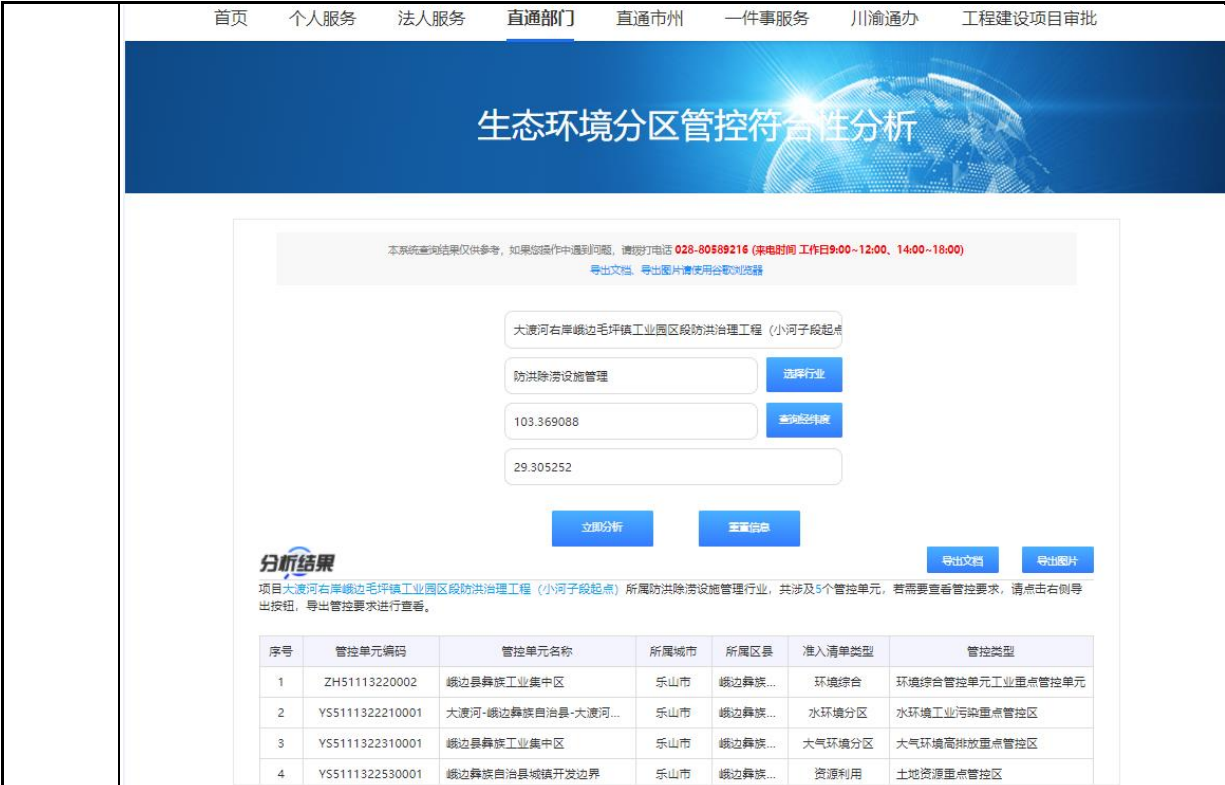 首页 个人服务 法人服务 直通部门 直通市州 一件事服务 川渝通办 工程建设项目审批
生态环境分区管控符合性分析
本系统查询结果仅供参考，如果您操作中遇到问题，请拨打电话 028-80589216 (来电时间 工作日9:00~12:00、14:00~18:00)
导出文档、导出图片请使用谷歌浏览器
大渡河右岸峨边毛坪镇工业园区段防洪治理工程（小河子段起点
防洪除涝设施管理 选择行业
103.369088 查询经纬度
29.305252
立即分析 重置信息
分析结果 导出文档 导出图片
项目大渡河右岸峨边毛坪镇工业园区段防洪治理工程（小河子段起点）所属防洪除涝设施管理行业，共涉及5个管控单元，若需要查看管控要求，请点击右侧导
出按钮，导出管控要求进行查看。
序号 管控单元编码 管控单元名称 所属城市 所属区县 准入清单类型 管控类型
1 ZH51113220002 峨边县彝族工业集中区 乐山市 峨边彝族... 环境综合 环境综合管控单元工业重点管控单元
2 YS5111322210001 大渡河-峨边彝族自治县-大渡河... 乐山市 峨边彝族... 水环境分区 水环境工业污染重点管控区
3 YS5111322310001 峨边县彝族工业集中区 乐山市 峨边彝族... 大气环境分区 大气环境高排放重点管控区
4 YS5111322530001 峨边彝族自治县城镇开发边界 乐山市 峨边彝族... 资源利用 土地资源重点管控区